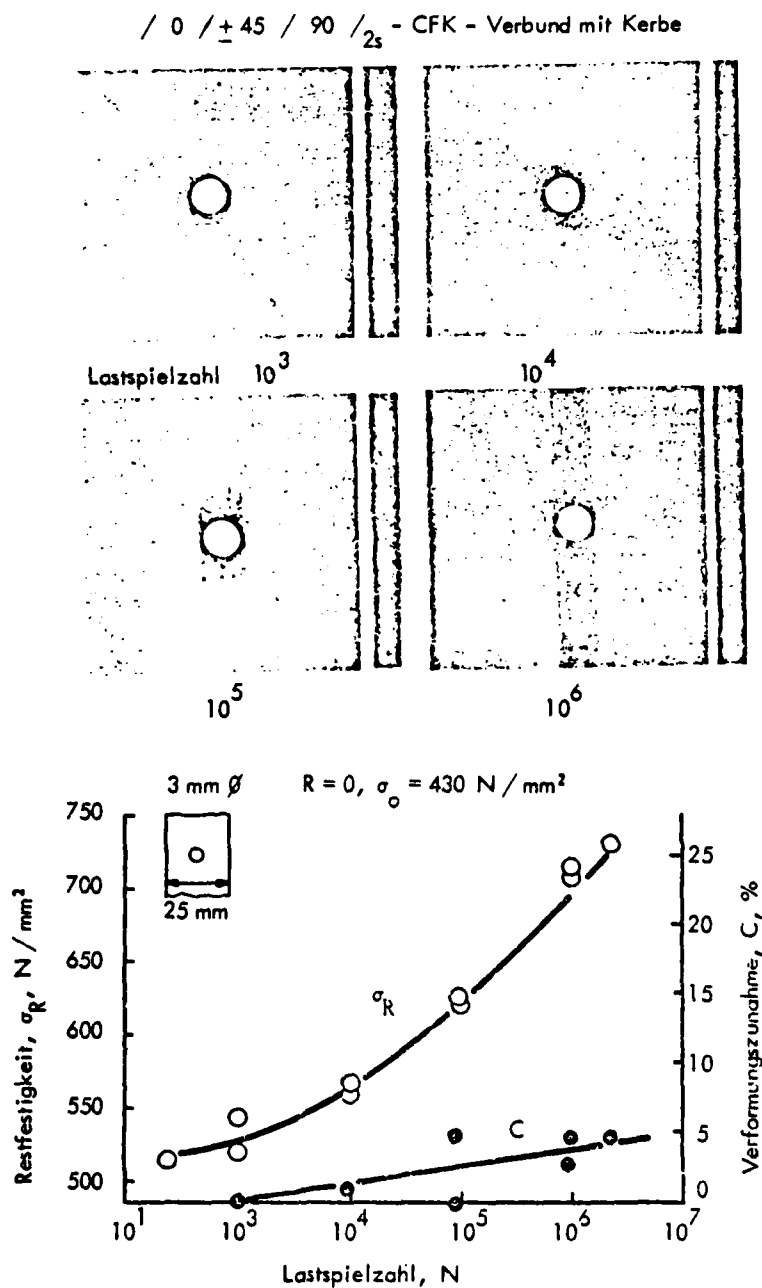 / 0 / ± 45 / 90 /2s - CFK - Verbund mit Kerbe
Lastspielzahl 10³ 10⁴
10⁵ 10⁶
3 mm Ø R = 0, σo = 430 N / mm²
25 mm
Restfestigkeit, σR, N / mm²
750
700
650
600
550
500
σR
C
Verformungszunahme, C, %
25
20
15
10
5
0
10¹ 10³ 10⁴ 10⁵ 10⁶ 10⁷
Lastspielzahl, N